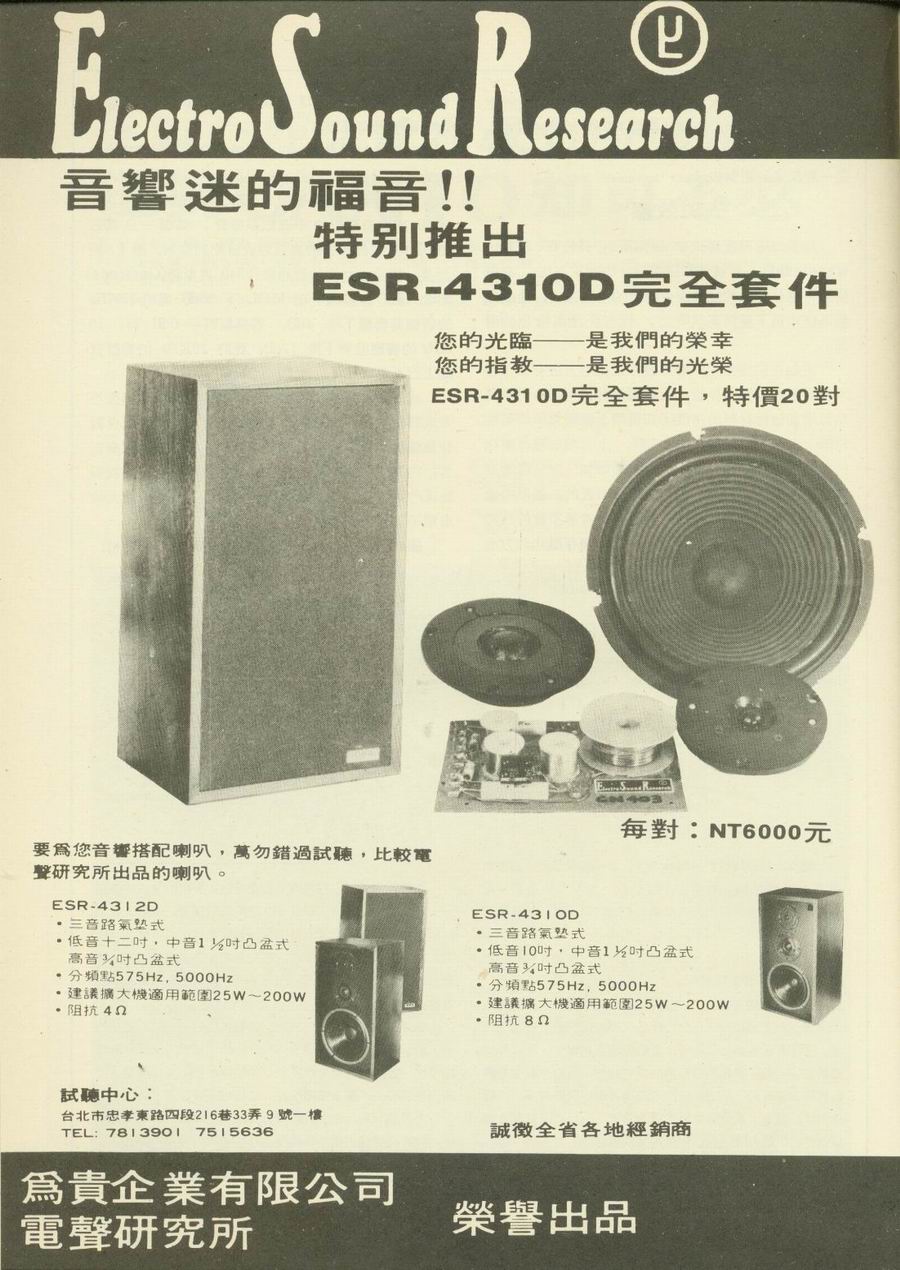 ElectroSoundResearch
音響迷的福音!!
特別推出
ESR-4310D完全套件
您的光臨——是我們的榮幸
您的指教——是我們的光榮
ESR-4310D完全套件，特價20對
ElectroSoundResearch
GN 403
每對：NT6000元
要為您音響搭配喇叭，萬勿錯過試聽，比較電
聲研究所出品的喇叭。
ESR-4312D
・三音路氣墊式
・低音十二吋，中音1½吋凸盆式
高音¾吋凸盆式
・分頻點575Hz, 5000Hz
・建議擴大機適用範圍25W～200W
・阻抗4Ω
ESR-4310D
・三音路氣墊式
・低音10吋，中音1½吋凸盆式
高音¾吋凸盆式
・分頻點575Hz, 5000Hz
・建議擴大機適用範圍25W～200W
・阻抗8Ω
試聽中心：
台北市忠孝東路四段216巷33弄9號一樓
TEL: 7813901 7515636
誠徵全省各地經銷商
爲貴企業有限公司
電聲研究所
榮譽出品